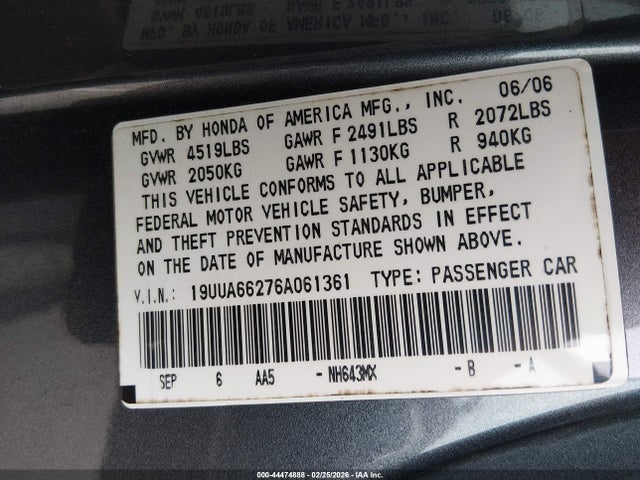 MFD. BY HONDA OF AMERICA MFG., INC. 06/06
GVWR 4519LBS GAWR F 2491LBS R 2072LBS
GVWR 2050KG GAWR F 1130KG R 940KG
THIS VEHICLE CONFORMS TO ALL APPLICABLE
FEDERAL MOTOR VEHICLE SAFETY, BUMPER,
AND THEFT PREVENTION STANDARDS IN EFFECT
ON THE DATE OF MANUFACTURE SHOWN ABOVE.
V.I.N.: 19UUA66276A061361 TYPE: PASSENGER CAR
SEP 6 AA5 - NH643MX - B - A
000-44474888 - 02/25/2026 - IAA Inc.